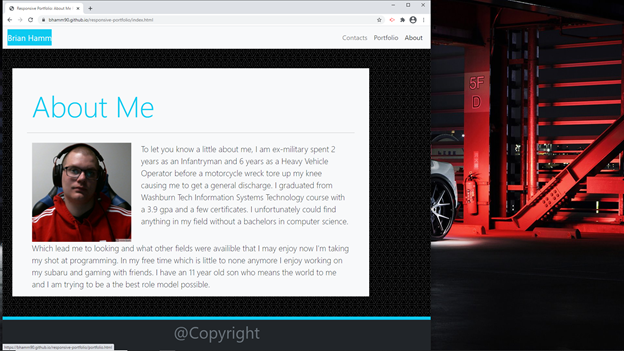 Responsive Portfolio: About Me
bhamm90.github.io/responsive-portfolio/index.html
Brian Hamm
Contacts Portfolio About
About Me
To let you know a little about me, I am ex-military spent 2
years as an Infantryman and 6 years as a Heavy Vehicle
Operator before a motorcycle wreck tore up my knee
causing me to get a general discharge. I graduated from
Washburn Tech Information Systems Technology course with
a 3.9 gpa and a few certificates. I unfortunately could find
anything in my field without a bachelors in computer science.
Which lead me to looking and what other fields were availible that I may enjoy now I'm taking
my shot at programming. In my free time which is little to none anymore I enjoy working on
my subaru and gaming with friends. I have an 11 year old son who means the world to me
and I am trying to be a the best role model possible.
@Copyright
https://bhamm90.github.io/responsive-portfolio/portfolio.html
5F
D